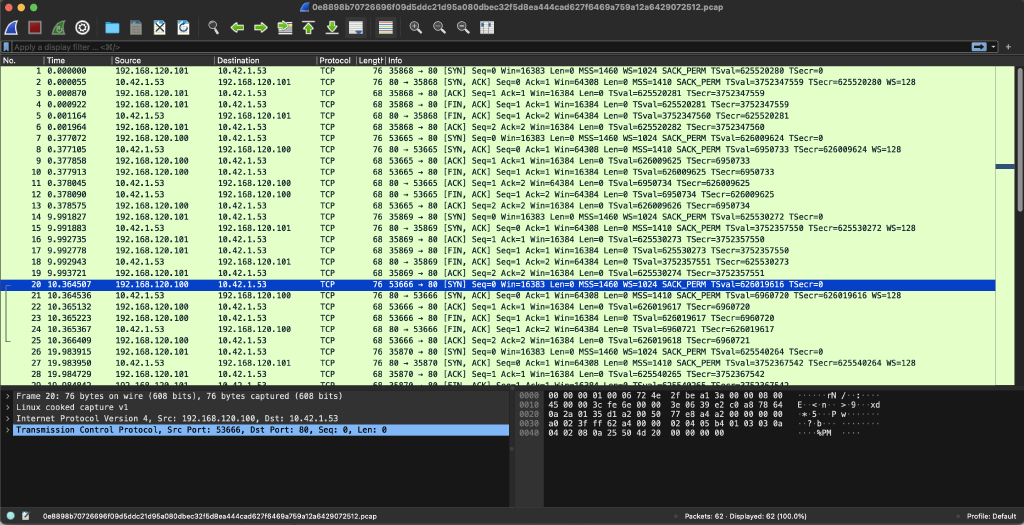 0e8898b70726696f09d5ddc21d95a080dbec32f5d8ea444cad627f6469a759a12a6429072512.pcap
Apply a display filter ... <⌘/>
No. Time Source Destination Protocol Length Info
1 0.000000 192.168.120.101 10.42.1.53 TCP 76 35868 → 80 [SYN] Seq=0 Win=16383 Len=0 MSS=1460 WS=1024 SACK_PERM TSval=625520280 TSecr=0
2 0.000055 10.42.1.53 192.168.120.101 TCP 76 80 → 35868 [SYN, ACK] Seq=0 Ack=1 Win=64308 Len=0 MSS=1410 SACK_PERM TSval=3752347559 TSecr=625520280 WS=128
3 0.000870 192.168.120.101 10.42.1.53 TCP 68 35868 → 80 [ACK] Seq=1 Ack=1 Win=16384 Len=0 TSval=625520281 TSecr=3752347559
4 0.000922 192.168.120.101 10.42.1.53 TCP 68 35868 → 80 [FIN, ACK] Seq=1 Ack=1 Win=16384 Len=0 TSval=625520281 TSecr=3752347559
5 0.001164 10.42.1.53 192.168.120.101 TCP 68 80 → 35868 [FIN, ACK] Seq=1 Ack=2 Win=64384 Len=0 TSval=3752347560 TSecr=625520281
6 0.001964 192.168.120.101 10.42.1.53 TCP 68 35868 → 80 [ACK] Seq=2 Ack=2 Win=16384 Len=0 TSval=625520282 TSecr=3752347560
7 0.377072 192.168.120.100 10.42.1.53 TCP 76 53665 → 80 [SYN] Seq=0 Win=16383 Len=0 MSS=1460 WS=1024 SACK_PERM TSval=626009624 TSecr=0
8 0.377105 10.42.1.53 192.168.120.100 TCP 76 80 → 53665 [SYN, ACK] Seq=0 Ack=1 Win=64308 Len=0 MSS=1410 SACK_PERM TSval=6950733 TSecr=626009624 WS=128
9 0.377858 192.168.120.100 10.42.1.53 TCP 68 53665 → 80 [ACK] Seq=1 Ack=1 Win=16384 Len=0 TSval=626009625 TSecr=6950733
10 0.377913 192.168.120.100 10.42.1.53 TCP 68 53665 → 80 [FIN, ACK] Seq=1 Ack=1 Win=16384 Len=0 TSval=626009625 TSecr=6950733
11 0.378045 10.42.1.53 192.168.120.100 TCP 68 80 → 53665 [ACK] Seq=1 Ack=2 Win=64384 Len=0 TSval=6950734 TSecr=626009625
12 0.378090 10.42.1.53 192.168.120.100 TCP 68 80 → 53665 [FIN, ACK] Seq=1 Ack=2 Win=64384 Len=0 TSval=6950734 TSecr=626009625
13 0.378575 192.168.120.100 10.42.1.53 TCP 68 53665 → 80 [ACK] Seq=2 Ack=2 Win=16384 Len=0 TSval=626009626 TSecr=6950734
14 9.991827 192.168.120.101 10.42.1.53 TCP 76 35869 → 80 [SYN] Seq=0 Win=16383 Len=0 MSS=1460 WS=1024 SACK_PERM TSval=625530272 TSecr=0
15 9.991883 10.42.1.53 192.168.120.101 TCP 76 80 → 35869 [SYN, ACK] Seq=0 Ack=1 Win=64308 Len=0 MSS=1410 SACK_PERM TSval=3752357550 TSecr=625530272 WS=128
16 9.992735 192.168.120.101 10.42.1.53 TCP 68 35869 → 80 [ACK] Seq=1 Ack=1 Win=16384 Len=0 TSval=625530273 TSecr=3752357550
17 9.992778 192.168.120.101 10.42.1.53 TCP 68 35869 → 80 [FIN, ACK] Seq=1 Ack=1 Win=16384 Len=0 TSval=625530273 TSecr=3752357550
18 9.992943 10.42.1.53 192.168.120.101 TCP 68 80 → 35869 [FIN, ACK] Seq=1 Ack=2 Win=64384 Len=0 TSval=3752357551 TSecr=625530273
19 9.993721 192.168.120.101 10.42.1.53 TCP 68 35869 → 80 [ACK] Seq=2 Ack=2 Win=16384 Len=0 TSval=625530274 TSecr=3752357551
20 10.364507 192.168.120.100 10.42.1.53 TCP 76 53666 → 80 [SYN] Seq=0 Win=16383 Len=0 MSS=1460 WS=1024 SACK_PERM TSval=626019616 TSecr=0
21 10.364536 10.42.1.53 192.168.120.100 TCP 76 80 → 53666 [SYN, ACK] Seq=0 Ack=1 Win=64308 Len=0 MSS=1410 SACK_PERM TSval=6960720 TSecr=626019616 WS=128
22 10.365132 192.168.120.100 10.42.1.53 TCP 68 53666 → 80 [ACK] Seq=1 Ack=1 Win=16384 Len=0 TSval=626019617 TSecr=6960720
23 10.365223 192.168.120.100 10.42.1.53 TCP 68 53666 → 80 [FIN, ACK] Seq=1 Ack=1 Win=16384 Len=0 TSval=626019617 TSecr=6960720
24 10.365367 10.42.1.53 192.168.120.100 TCP 68 80 → 53666 [FIN, ACK] Seq=1 Ack=2 Win=64384 Len=0 TSval=6960721 TSecr=626019617
25 10.366409 192.168.120.100 10.42.1.53 TCP 68 53666 → 80 [ACK] Seq=2 Ack=2 Win=16384 Len=0 TSval=626019618 TSecr=6960721
26 19.983915 192.168.120.101 10.42.1.53 TCP 76 35870 → 80 [SYN] Seq=0 Win=16383 Len=0 MSS=1460 WS=1024 SACK_PERM TSval=625540264 TSecr=0
27 19.983950 10.42.1.53 192.168.120.101 TCP 76 80 → 35870 [SYN, ACK] Seq=0 Ack=1 Win=64308 Len=0 MSS=1410 SACK_PERM TSval=3752367542 TSecr=625540264 WS=128
28 19.984729 192.168.120.101 10.42.1.53 TCP 68 35870 → 80 [ACK] Seq=1 Ack=1 Win=16384 Len=0 TSval=625540265 TSecr=3752367542
29 19.984842 192.168.120.101 10.42.1.53 TCP 68 35870 → 80 [FIN, ACK] Seq=1 Ack=1 Win=16384 Len=0 TSval=625540265 TSecr=3752367542
Frame 20: 76 bytes on wire (608 bits), 76 bytes captured (608 bits)
Linux cooked capture v1
Internet Protocol Version 4, Src: 192.168.120.100, Dst: 10.42.1.53
Transmission Control Protocol, Src Port: 53666, Dst Port: 80, Seq: 0, Len: 0
0000 00 00 00 01 00 06 72 4e 2f be a1 3a 00 00 08 00 ······rN /··:····
0010 45 00 00 3c fe 6e 00 00 3e 06 39 e2 c0 a8 78 64 E··<·n·· >·9···xd
0020 0a 2a 01 35 d1 a2 00 50 77 e8 a4 a2 00 00 00 00 ·*·5···P w·······
0030 a0 02 3f ff 62 a4 00 00 02 04 05 b4 01 03 03 0a ··?·b··· ········
0040 04 02 08 0a 25 50 4d 20 00 00 00 00 ····%PM ····
0e8898b70726696f09d5ddc21d95a080dbec32f5d8ea444cad627f6469a759a12a6429072512.pcap
Packets: 62 · Displayed: 62 (100.0%)
Profile: Default